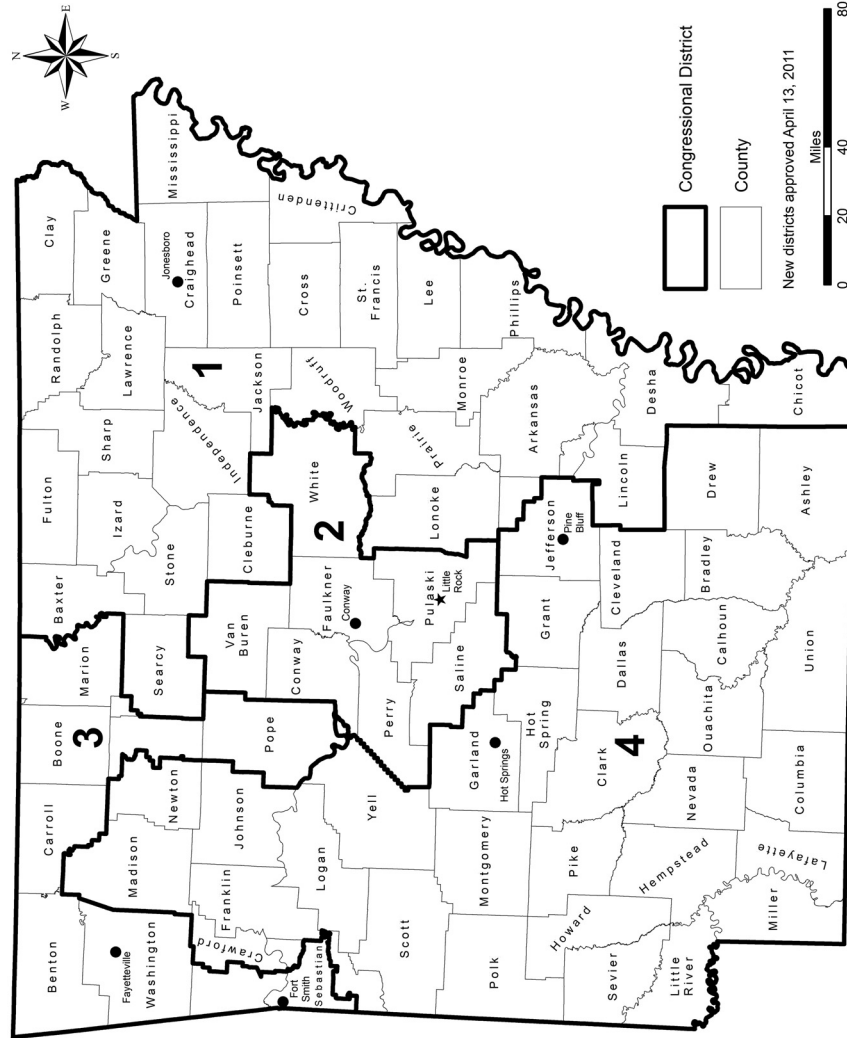 N
W
E
S
Benton
Carroll
Boone
Marion
Baxter
Fulton
Randolph
Clay
Fayetteville
Washington
Madison
Newton
Searcy
Stone
Izard
Sharp
Lawrence
Greene
3
Crawford
Franklin
Johnson
Pope
Van
Buren
Cleburne
Independence
Jackson
1
Jonesboro
Craighead
Mississippi
Poinsett
Fort
Smith
Sebastian
Logan
Conway
Faulkner
Conway
2
White
Woodruff
Cross
Crittenden
St.
Francis
Scott
Yell
Perry
Pulaski
Little
Rock
Lonoke
Prairie
Monroe
Lee
Phillips
Polk
Montgomery
Garland
Hot Springs
Saline
Hot
Spring
Grant
Jefferson
Pine
Bluff
Arkansas
Howard
Pike
Clark
4
Dallas
Cleveland
Lincoln
Desha
Sevier
Little
River
Hempstead
Nevada
Ouachita
Calhoun
Bradley
Drew
Chicot
Miller
Lafayette
Columbia
Union
Ashley
Congressional District
County
New districts approved April 13, 2011
0 20 40 80
Miles